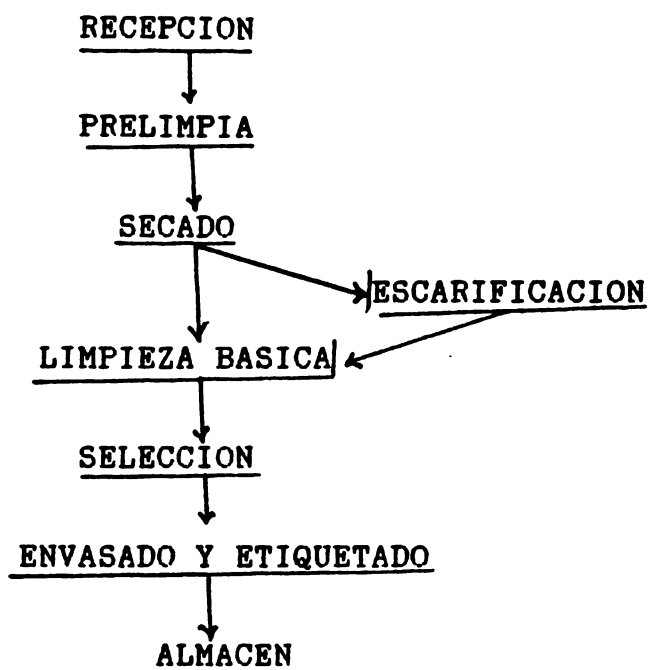 RECEPCION
PRELIMPIA
SECADO
ESCARIFICACION
LIMPIEZA BASICA
SELECCION
ENVASADO Y ETIQUETADO
ALMACEN